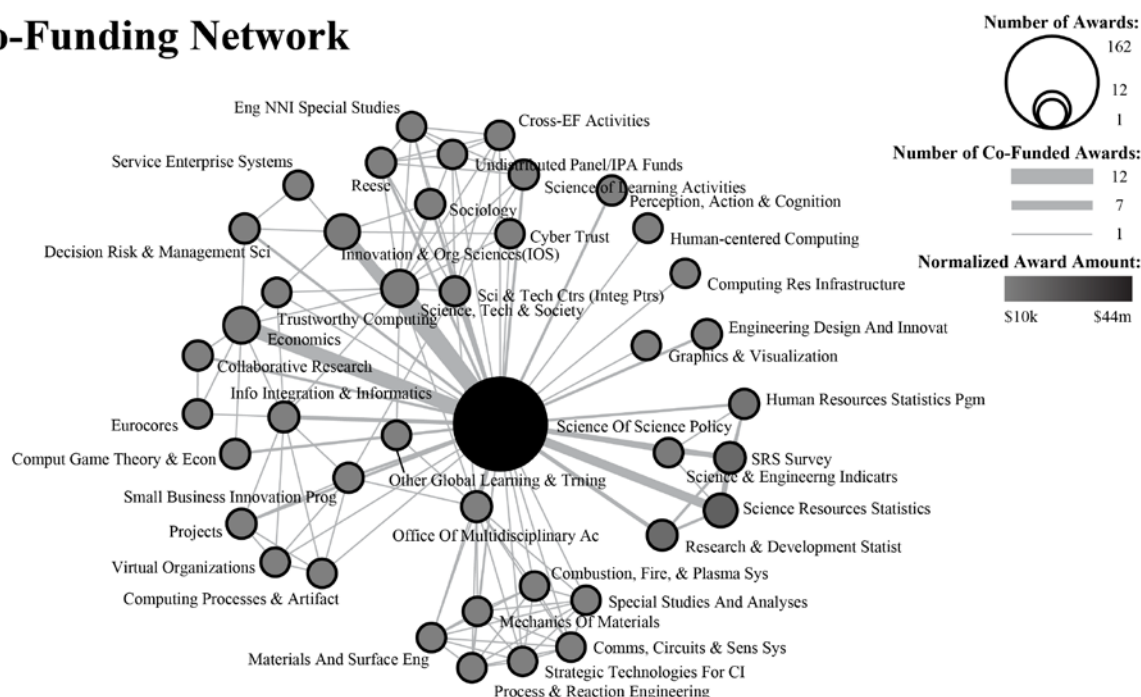 o-Funding Network
Number of Awards:
162
12
1
Number of Co-Funded Awards:
12
7
1
Normalized Award Amount:
$10k $44m
Eng NNI Special Studies
Cross-EF Activities
Service Enterprise Systems
Undistributed Panel/IPA Funds
Reese
Science of Learning Activities
Perception, Action & Cognition
Sociology
Cyber Trust
Human-centered Computing
Decision Risk & Management Sci
Innovation & Org Sciences(IOS)
Computing Res Infrastructure
Sci & Tech Ctrs (Integ Ptrs)
Science, Tech & Society
Trustworthy Computing
Engineering Design And Innovat
Economics
Graphics & Visualization
Collaborative Research
Info Integration & Informatics
Human Resources Statistics Pgm
Eurocores
Science Of Science Policy
Comput Game Theory & Econ
SRS Survey
Science & Engineerng Indicatrs
Other Global Learning & Trning
Small Business Innovation Prog
Science Resources Statistics
Projects
Office Of Multidisciplinary Ac
Research & Development Statist
Virtual Organizations
Combustion, Fire, & Plasma Sys
Computing Processes & Artifact
Special Studies And Analyses
Mechanics Of Materials
Comms, Circuits & Sens Sys
Materials And Surface Eng
Strategic Technologies For CI
Process & Reaction Engineering